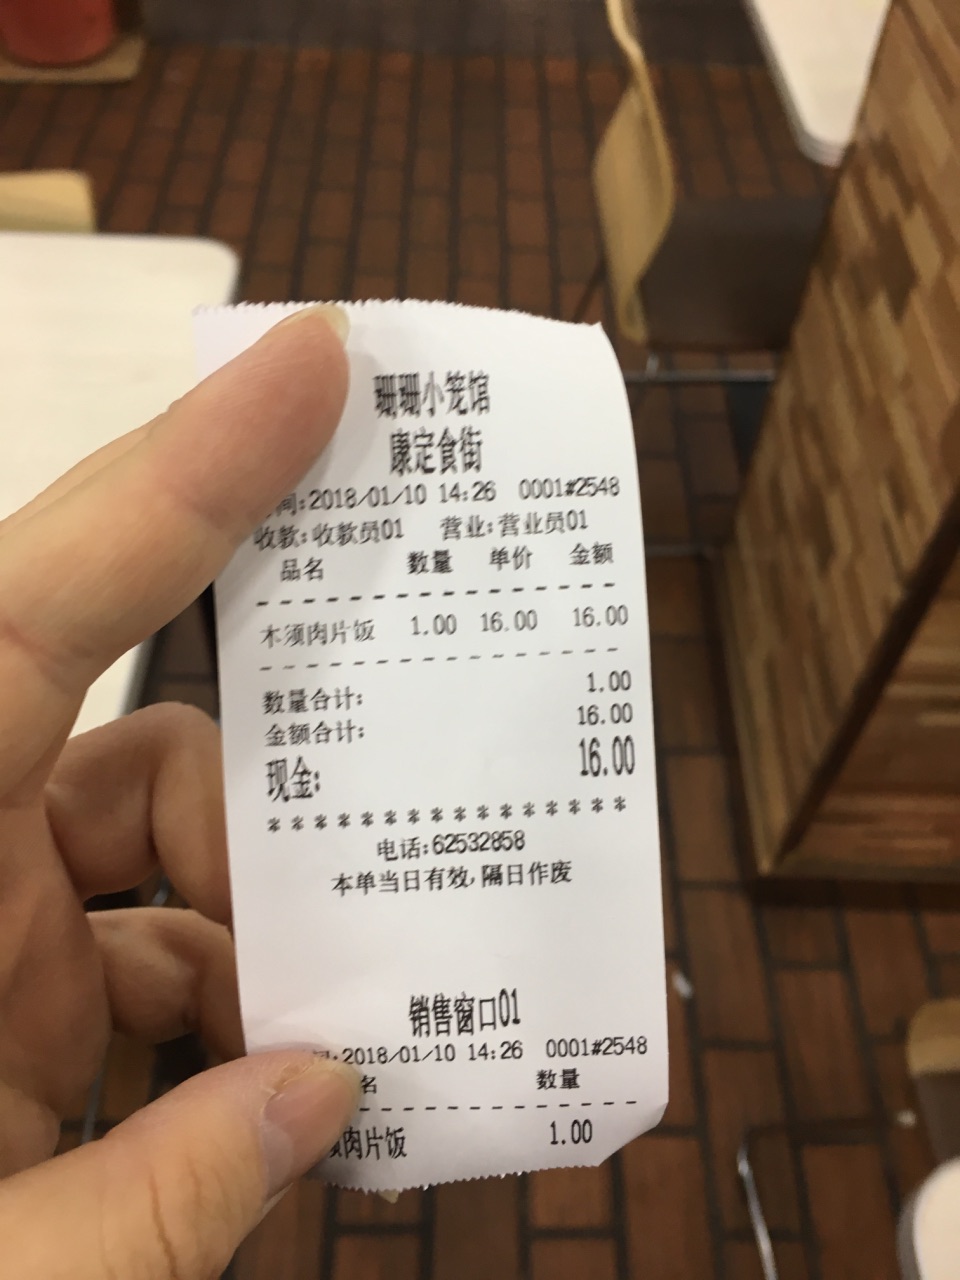 珊珊小笼馆
康定食街
间:2018/01/10 14:26 0001#2548
收款:收款员01 营业:营业员01
品名 数量 单价 金额
木须肉片饭 1.00 16.00 16.00
数量合计: 1.00
金额合计: 16.00
现金: 16.00
* * * * * * * * * * * * * * * *
电话:62532858
本单当日有效,隔日作废
销售窗口01
间:2018/01/10 14:26 0001#2548
名 数量
须肉片饭 1.00